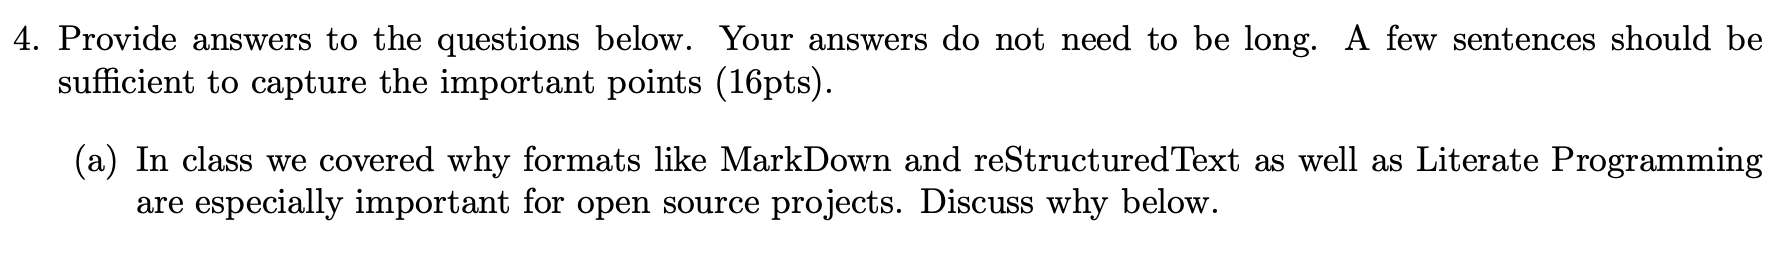 4. Provide answers to the questions below. Your answers do not need to be long. A few sentences should be
sufficient to capture the important points (16pts).
(a) In class we covered why formats like MarkDown and reStructuredText as well as Literate Programming
are especially important for open source projects. Discuss why below.